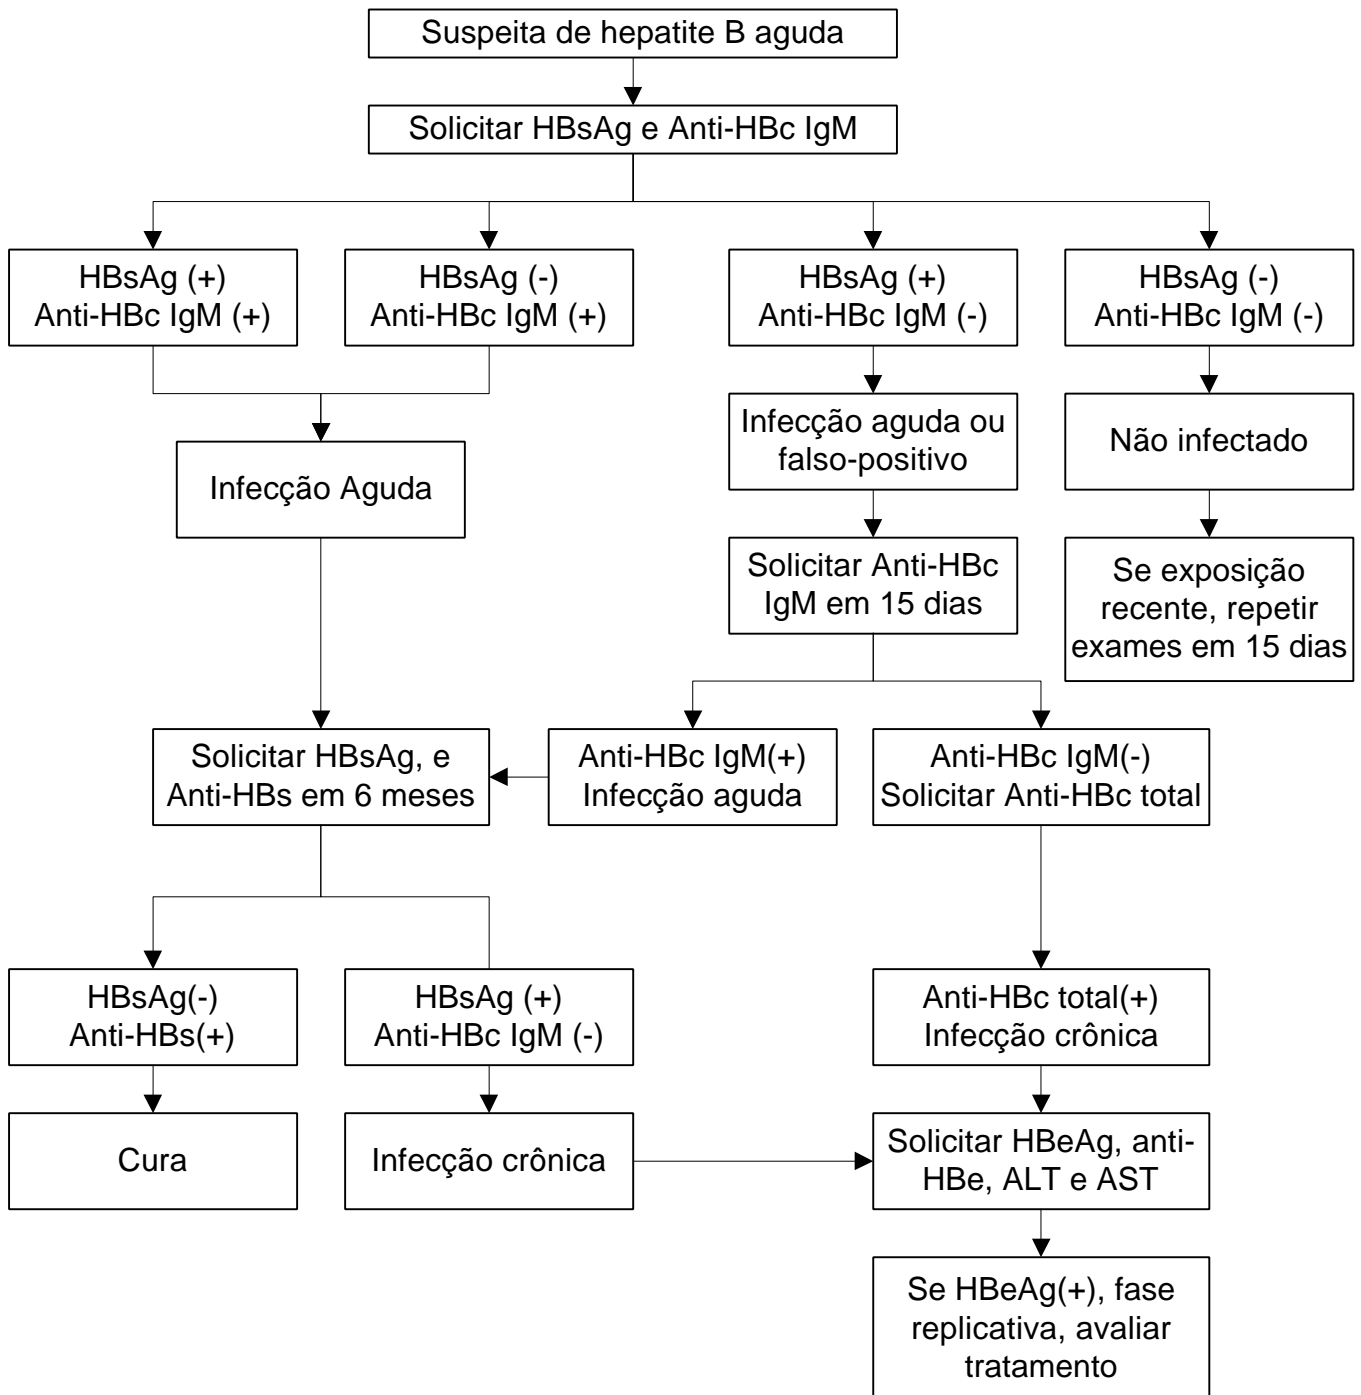 Suspeita de hepatite B aguda
Solicitar HBsAg e Anti-HBc IgM
HBsAg (+)
Anti-HBc IgM (+)
HBsAg (-)
Anti-HBc IgM (+)
HBsAg (+)
Anti-HBc IgM (-)
HBsAg (-)
Anti-HBc IgM (-)
Infecção Aguda
Infecção aguda ou
falso-positivo
Não infectado
Solicitar Anti-HBc
IgM em 15 dias
Se exposição
recente, repetir
exames em 15 dias
Solicitar HBsAg, e
Anti-HBs em 6 meses
Anti-HBc IgM(+)
Infecção aguda
Anti-HBc IgM(-)
Solicitar Anti-HBc total
HBsAg(-)
Anti-HBs(+)
HBsAg (+)
Anti-HBc IgM (-)
Anti-HBc total(+)
Infecção crônica
Cura
Infecção crônica
Solicitar HBeAg, anti-
HBe, ALT e AST
Se HBeAg(+), fase
replicativa, avaliar
tratamento